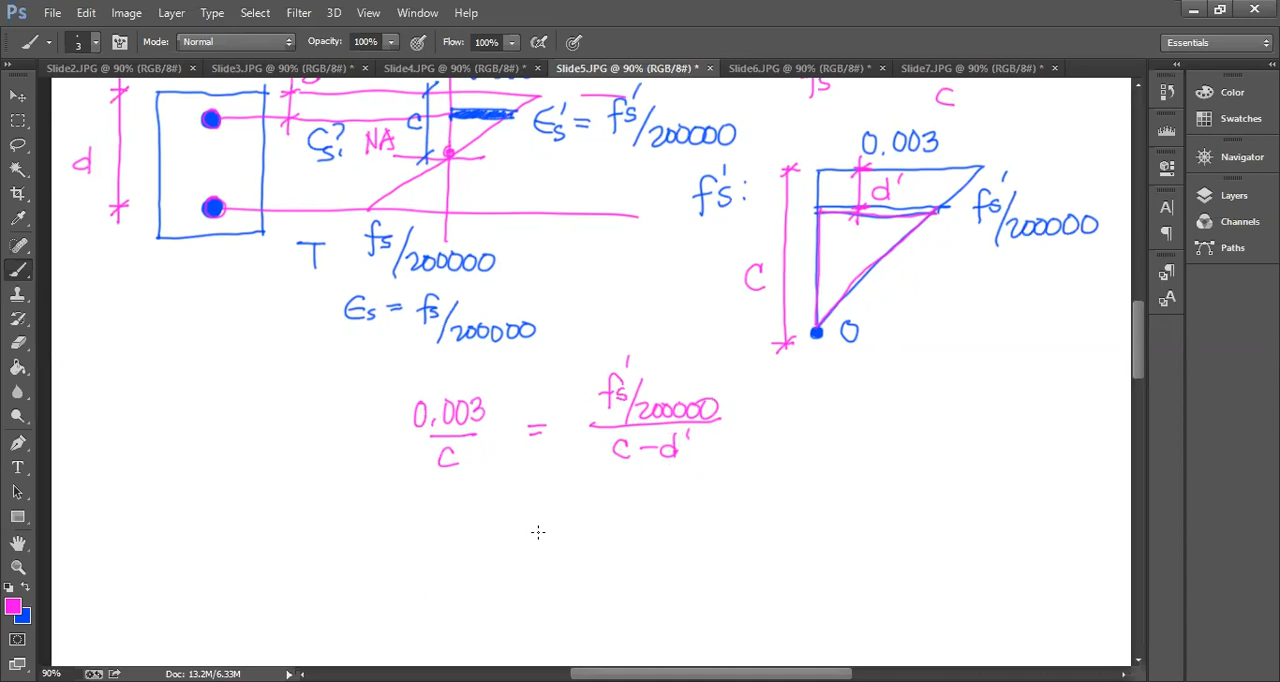 Ps File Edit Image Layer Type Select Filter 3D View Window Help
3 Mode: Normal Opacity: 100% Flow: 100% Essentials
Slide2.JPG @ 90% (RGB/8#) × Slide3.JPG @ 90% (RGB/8#) * × Slide4.JPG @ 90% (RGB/8#) * × Slide5.JPG @ 90% (RGB/8#) * × Slide6.JPG @ 90% (RGB/8#) * × Slide7.JPG @ 90% (RGB/8#) * ×
Color
Swatches
Navigator
Layers
Channels
Paths
fs' c
d Cs'? NA c εs' = fs'/200000
0.003
fs': d' fs'/200000
T fs/200000
c
εs = fs/200000
0
0.003/c = fs'/200000 / c-d'
90% Doc: 13.2M/6.33M